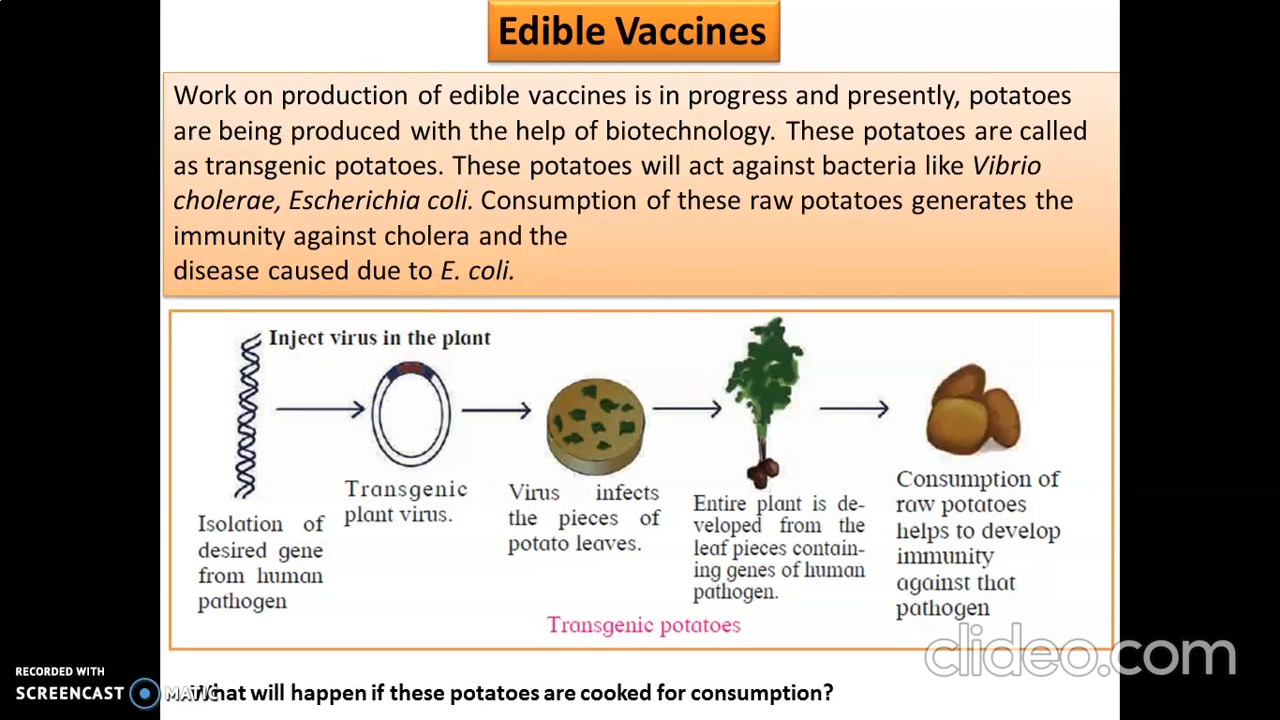 Edible Vaccines
Work on production of edible vaccines is in progress and presently, potatoes
are being produced with the help of biotechnology. These potatoes are called
as transgenic potatoes. These potatoes will act against bacteria like Vibrio
cholerae, Escherichia coli. Consumption of these raw potatoes generates the
immunity against cholera and the
disease caused due to E. coli.
Inject virus in the plant
Isolation of
desired gene
from human
pathogen
Transgenic
plant virus.
Virus infects
the pieces of
potato leaves.
Entire plant is de-
veloped from the
leaf pieces contain-
ing genes of human
pathogen.
Consumption of
raw potatoes
helps to develop
immunity
against that
pathogen
Transgenic potatoes
clideo.com
RECORDED WITH
SCREENCAST MATIC
What will happen if these potatoes are cooked for consumption?